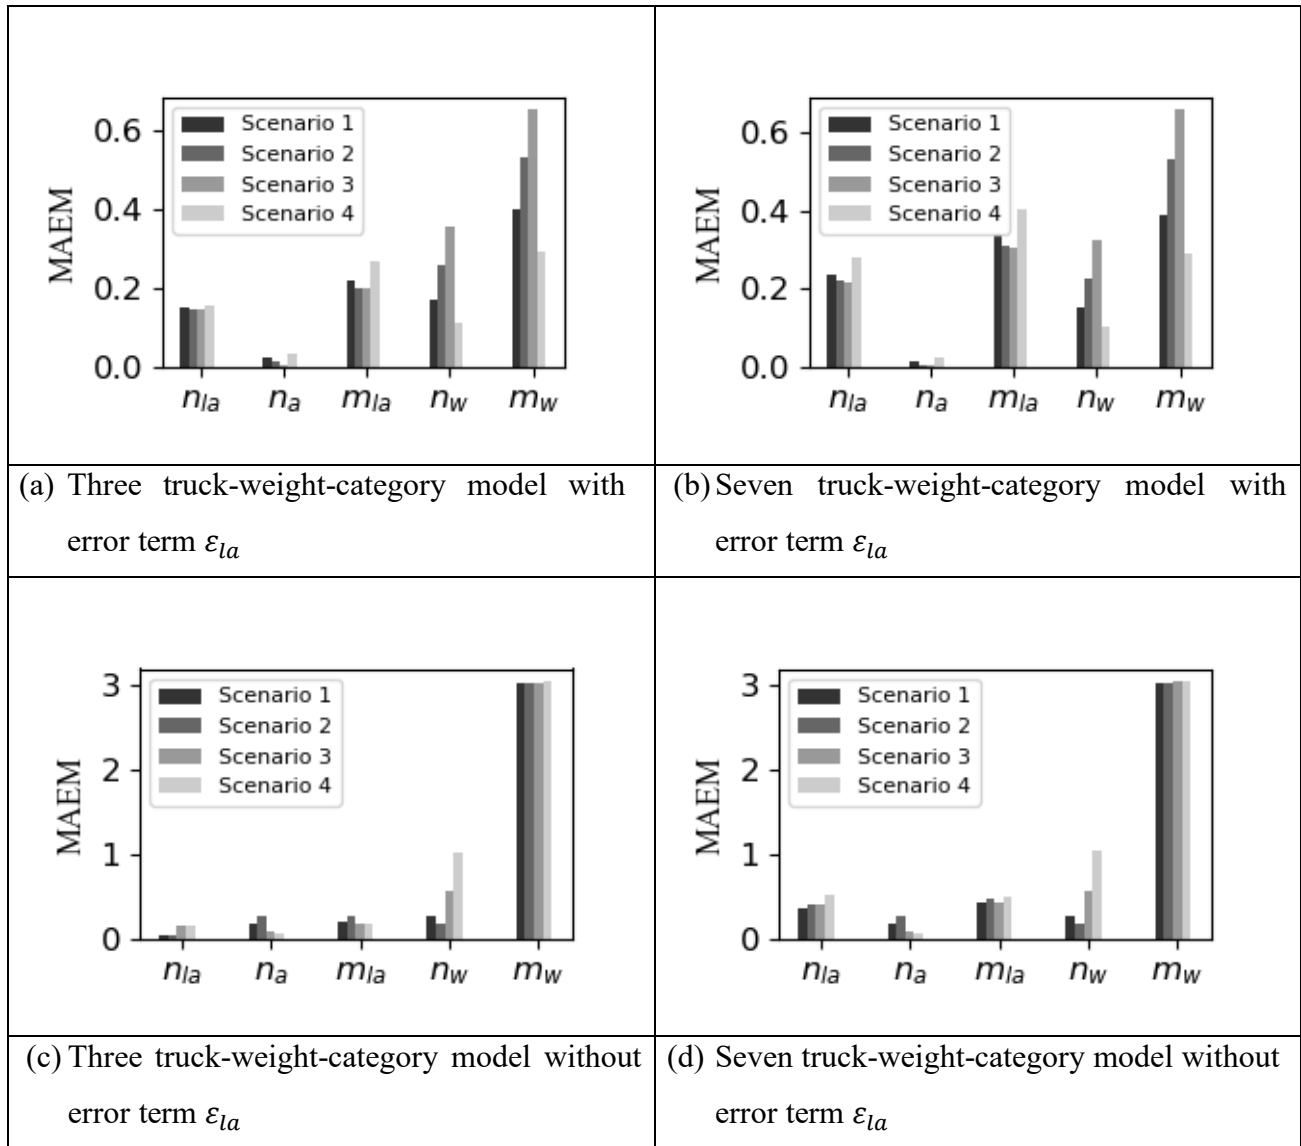 Scenario 1
Scenario 2
Scenario 3
Scenario 4
MAEM
0.6
0.4
0.2
0.0
n_la n_a m_la n_w m_w
Scenario 1
Scenario 2
Scenario 3
Scenario 4
MAEM
0.6
0.4
0.2
0.0
n_la n_a m_la n_w m_w
(a) Three truck-weight-category model with
error term ε_la
(b) Seven truck-weight-category model with
error term ε_la
Scenario 1
Scenario 2
Scenario 3
Scenario 4
MAEM
3
2
1
0
n_la n_a m_la n_w m_w
Scenario 1
Scenario 2
Scenario 3
Scenario 4
MAEM
3
2
1
0
n_la n_a m_la n_w m_w
(c) Three truck-weight-category model without
error term ε_la
(d) Seven truck-weight-category model without
error term ε_la